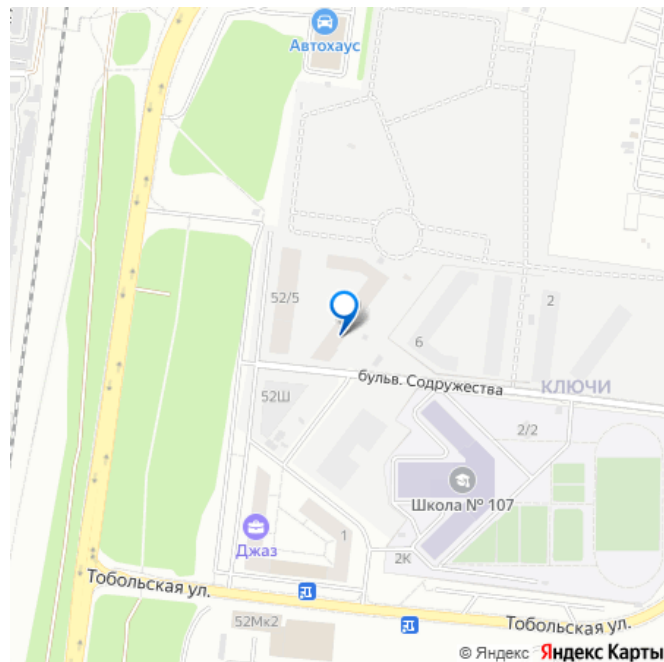 Автохаус
52/5
2
6
бульв. Содружества
КЛЮЧИ
52Ш
2/2
Школа № 107
1
Джаз
2К
Тобольская ул.
52Мк2
Тобольская ул.
© Яндекс Яндекс Карты